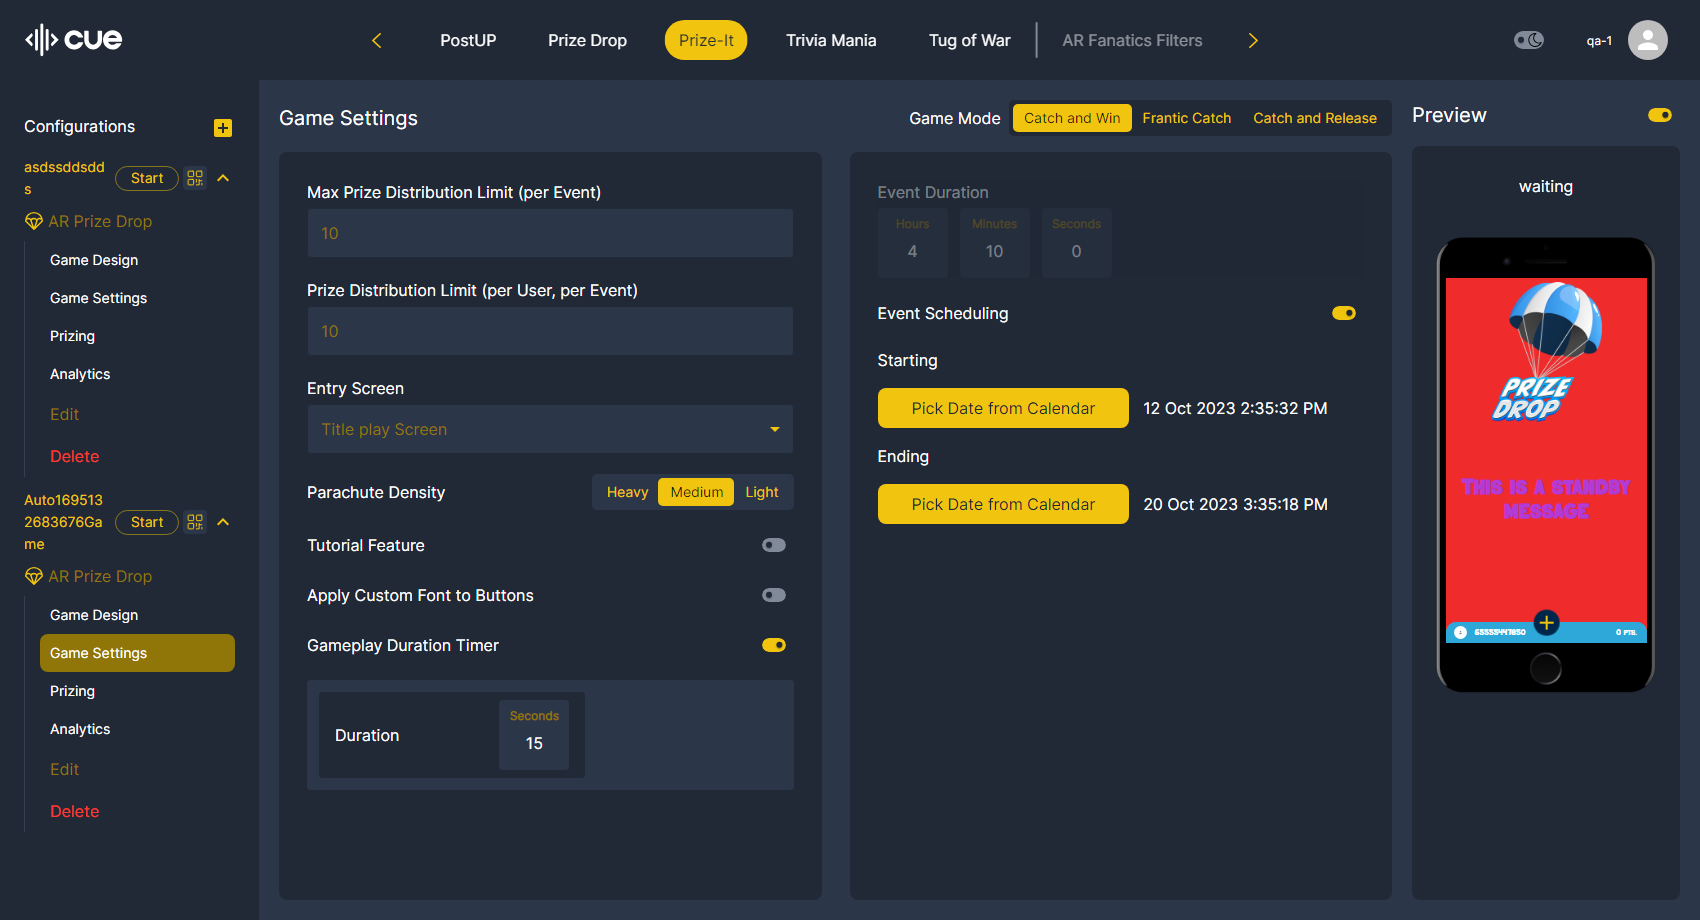 cue
PostUP
Prize Drop
Prize-It
Trivia Mania
Tug of War
AR Fanatics Filters
qa-1
Configurations
asdssddsdd
s
Start
AR Prize Drop
Game Design
Game Settings
Prizing
Analytics
Edit
Delete
Auto169513
2683676Ga
me
Start
AR Prize Drop
Game Design
Game Settings
Prizing
Analytics
Edit
Delete
Game Settings
Game Mode
Catch and Win
Frantic Catch
Catch and Release
Max Prize Distribution Limit (per Event)
10
Prize Distribution Limit (per User, per Event)
10
Entry Screen
Title play Screen
Parachute Density
Heavy
Medium
Light
Tutorial Feature
Apply Custom Font to Buttons
Gameplay Duration Timer
Duration
Seconds
15
Event Duration
Hours
Minutes
Seconds
4
10
0
Event Scheduling
Starting
Pick Date from Calendar
12 Oct 2023 2:35:32 PM
Ending
Pick Date from Calendar
20 Oct 2023 3:35:18 PM
Preview
waiting
PRIZE
DROP
THIS IS A STANDBY
MESSAGE
0 PTS.